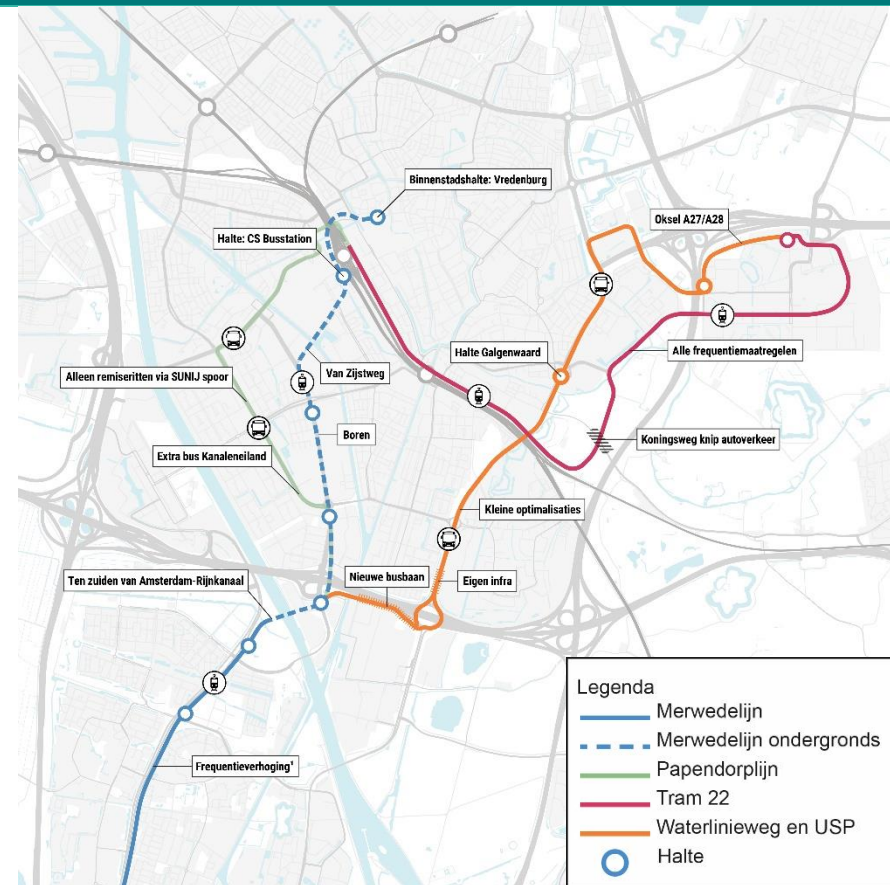 Binnenstadshalte: Vredenburg
Oksel A27/A28
Halte: CS Busstation
Van Zijstweg
Halte Galgenwaard
Alle frequentiemaatregelen
Alleen remiseritten via SUNIJ spoor
Boren
Koningsweg knip autoverkeer
Extra bus Kanaleneiland
Kleine optimalisaties
Ten zuiden van Amsterdam-Rijnkanaal
Nieuwe busbaan
Eigen infra
Frequentieverhoging¹
Legenda
Merwedelijn
Merwedelijn ondergronds
Papendorplijn
Tram 22
Waterlinieweg en USP
Halte